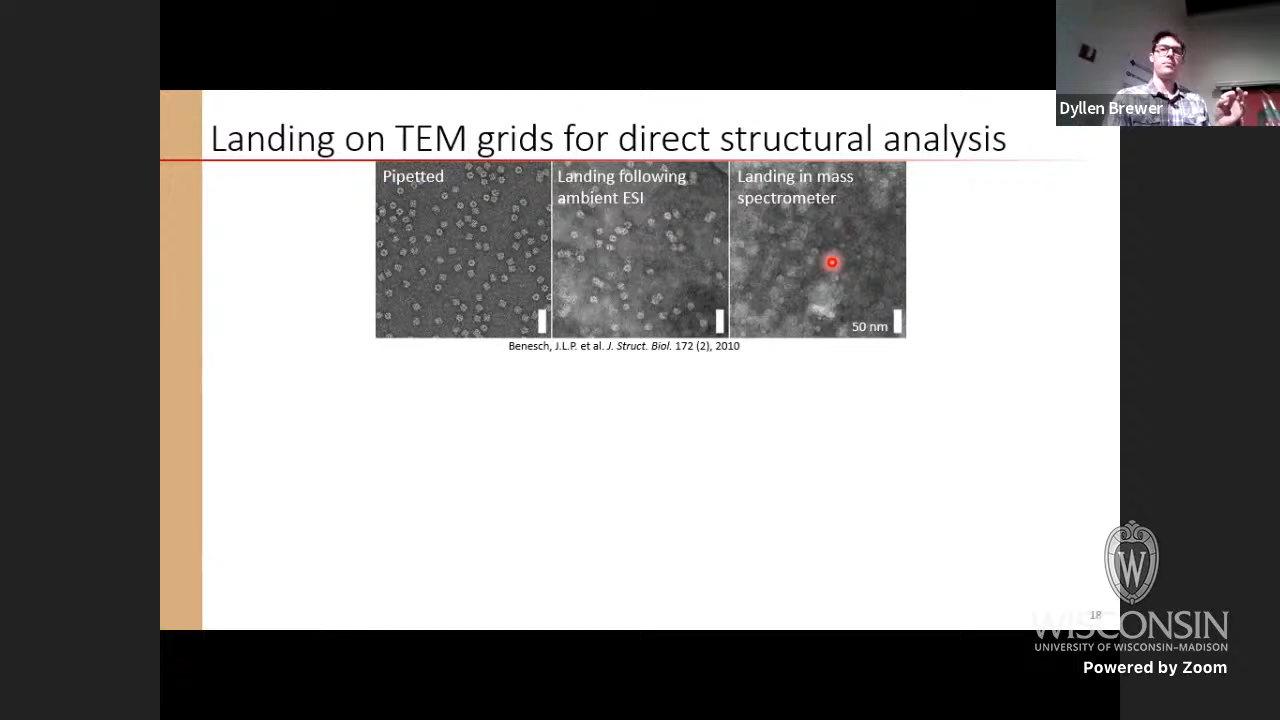 Dyllen Brewer
Landing on TEM grids for direct structural analysis
Pipetted
Landing following
ambient ESI
Landing in mass
spectrometer
50 nm
Benesch, J.L.P. et al. J. Struct. Biol. 172 (2), 2010
18
W
WISCONSIN
UNIVERSITY OF WISCONSIN–MADISON
Powered by Zoom